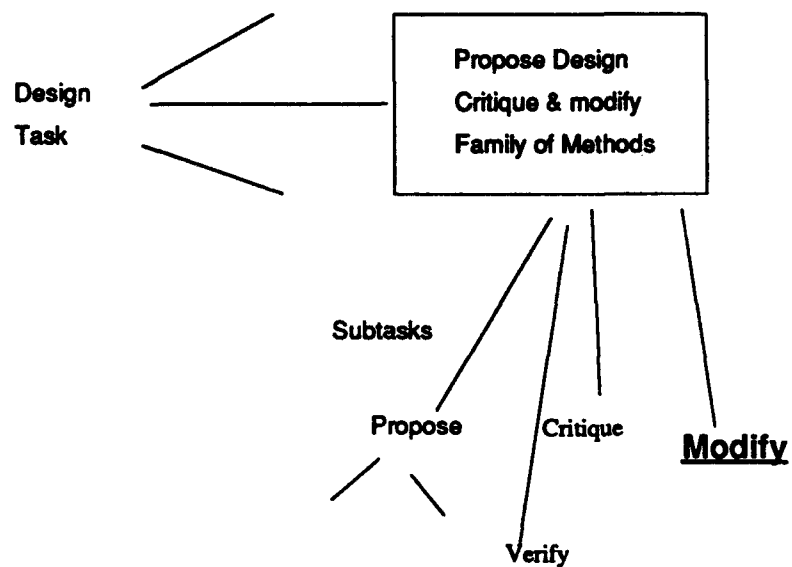 Design
Task
Propose Design
Critique & modify
Family of Methods
Subtasks
Propose
Critique
Modify
Verify